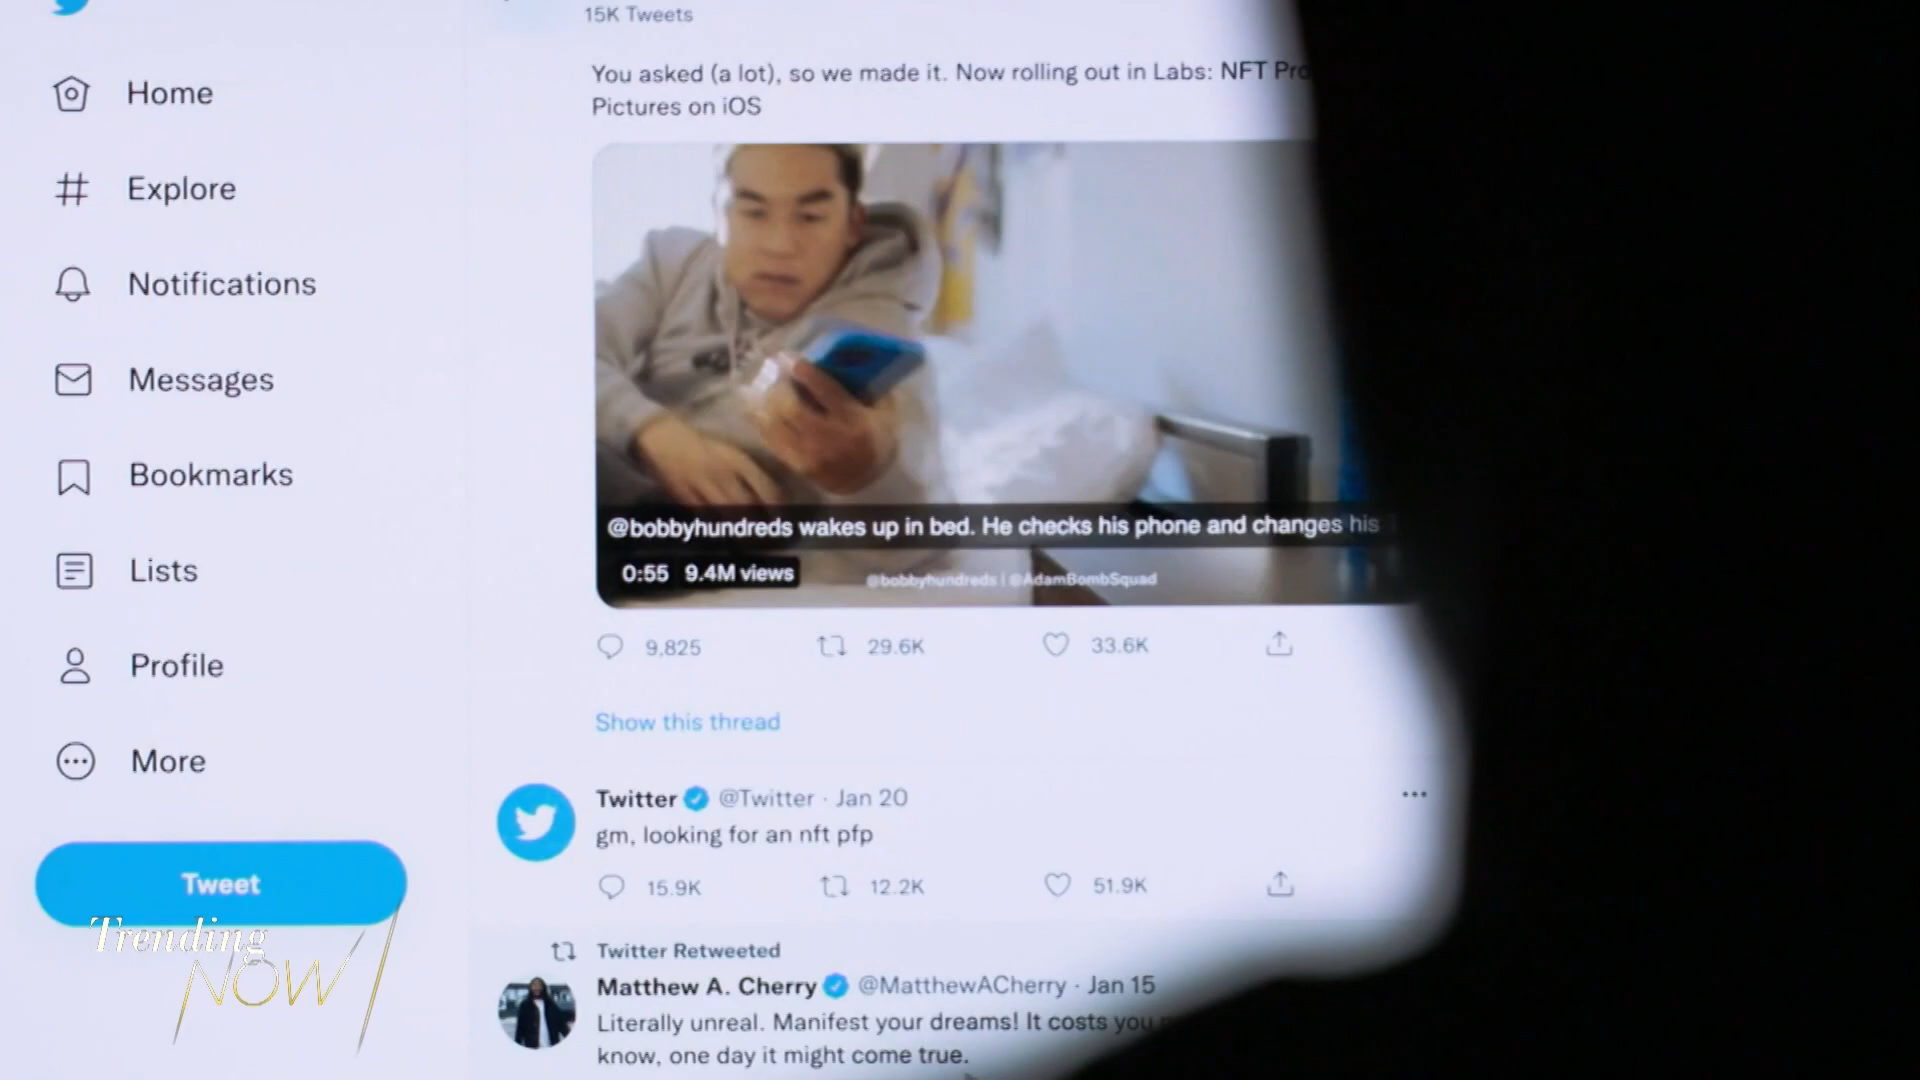 15K Tweets
You asked (a lot), so we made it. Now rolling out in Labs: NFT
Pictures on iOS
@bobbyhundreds wakes up in bed. He checks his phone and changes his
0:55 9.4M views
@bobbyhundreds | @AdamBombSquad
9,825 29.6K 33.6K
Show this thread
Twitter @Twitter · Jan 20
gm, looking for an nft pfp
15.9K 12.2K 51.9K
Twitter Retweeted
Matthew A. Cherry @MatthewACherry · Jan 15
Literally unreal. Manifest your dreams! It costs you
know, one day it might come true.
Home
Explore
Notifications
Messages
Bookmarks
Lists
Profile
More
Tweet
Trending
NOW